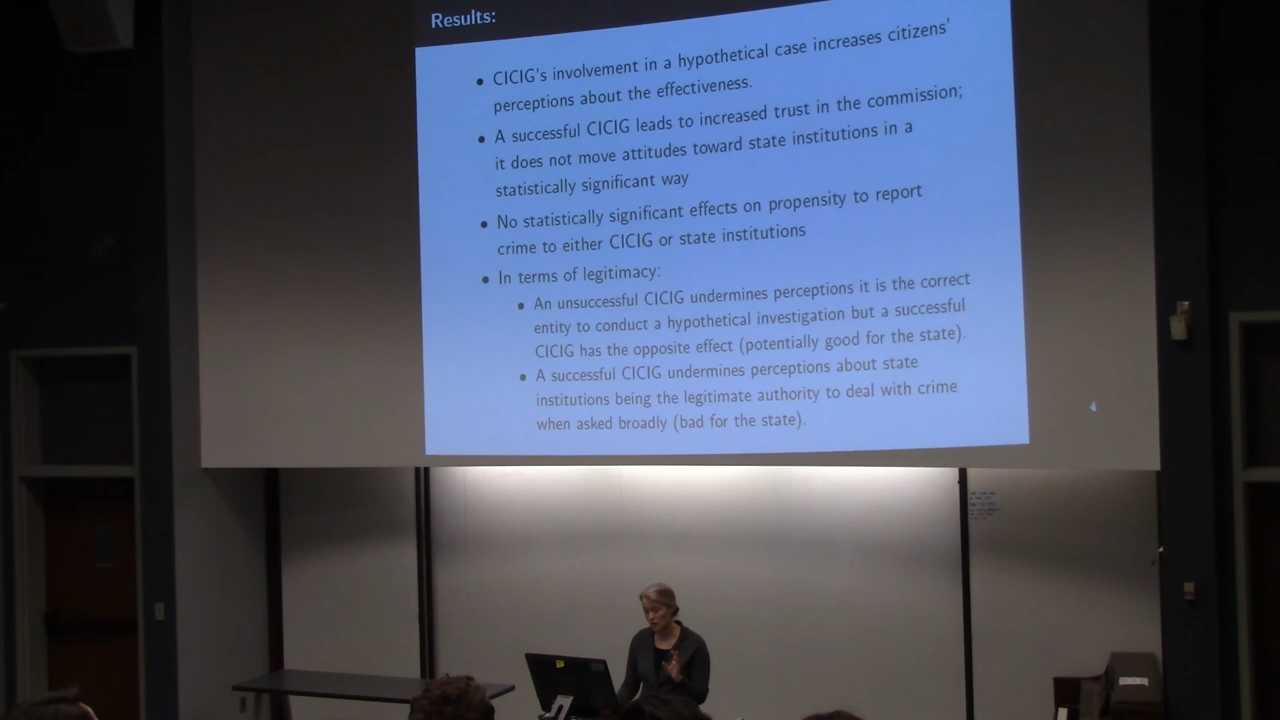 Results:
• CICIG's involvement in a hypothetical case increases citizens'
perceptions about the effectiveness.
• A successful CICIG leads to increased trust in the commission;
it does not move attitudes toward state institutions in a
statistically significant way
• No statistically significant effects on propensity to report
crime to either CICIG or state institutions
• In terms of legitimacy:
• An unsuccessful CICIG undermines perceptions it is the correct
entity to conduct a hypothetical investigation but a successful
CICIG has the opposite effect (potentially good for the state).
• A successful CICIG undermines perceptions about state
institutions being the legitimate authority to deal with crime
when asked broadly (bad for the state).